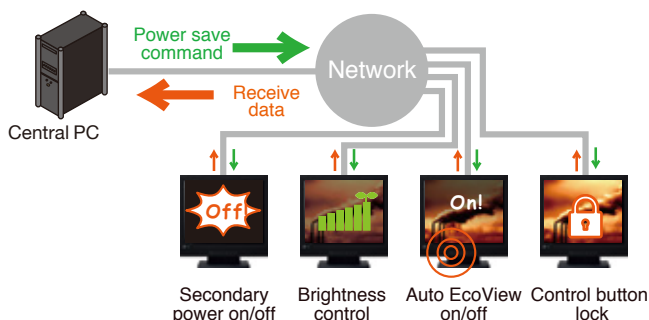 Power save
command
Network
Receive
data
Central PC
Off
On!
Secondary
power on/off
Brightness
control
Auto EcoView
on/off
Control button
lock